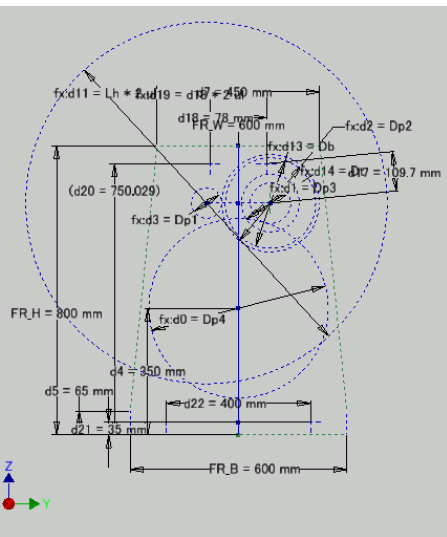 fx:d11 = Lh * 2 ul
fx:d19 = d18 * 2 ul
d7 = 450 mm
d18 = 78 mm
FR_W = 600 mm
fx:d2 = Dp2
fx:d13 = Db
fx:d14 =
d17 = 109.7 mm
fx:d1 = Dp3
(d20 = 750.029)
fx:d3 = Dp1
FR_H = 800 mm
fx:d0 = Dp4
d4 = 350 mm
d5 = 65 mm
d22 = 400 mm
d21 = 35 mm
FR_B = 600 mm
Z
Y